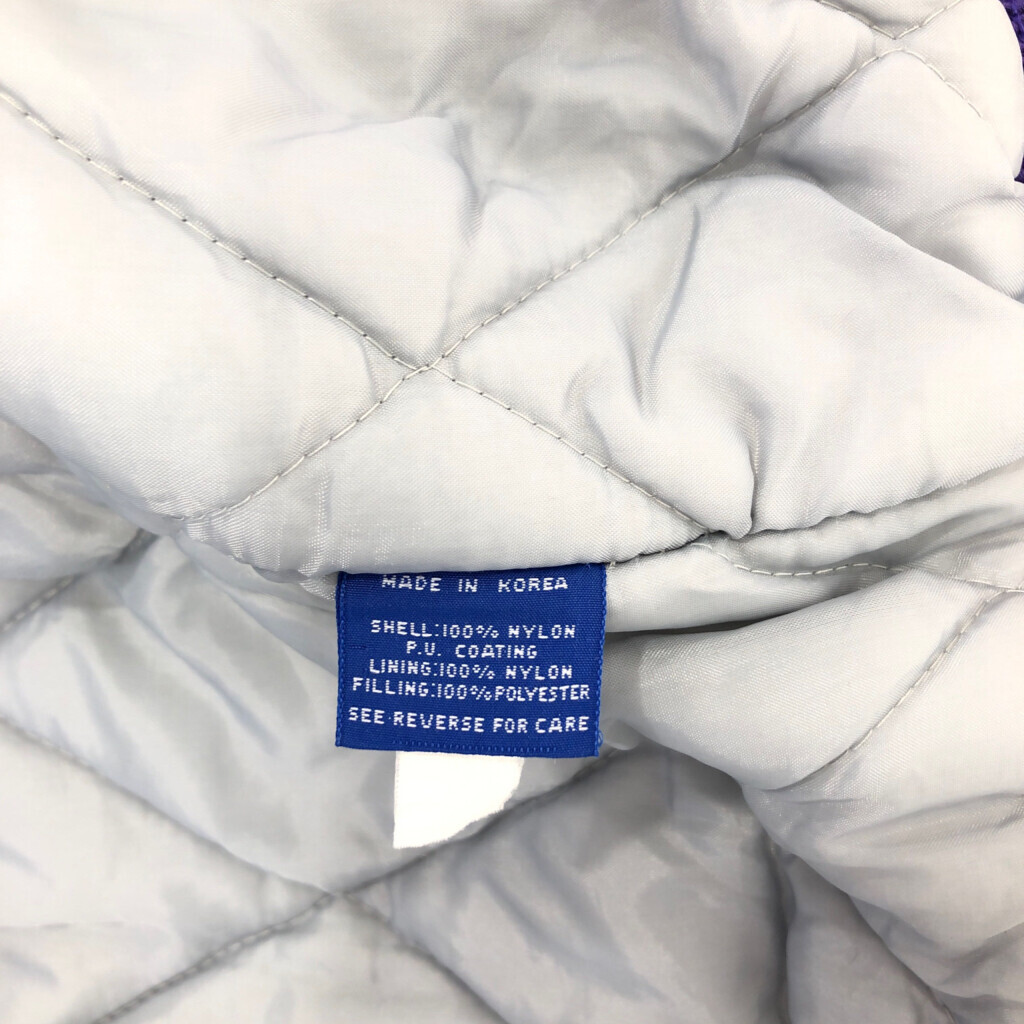 MADE IN KOREA
SHELL:100% NYLON
P.U. COATING
LINING:100% NYLON
FILLING:100%POLYESTER
SEE REVERSE FOR CARE